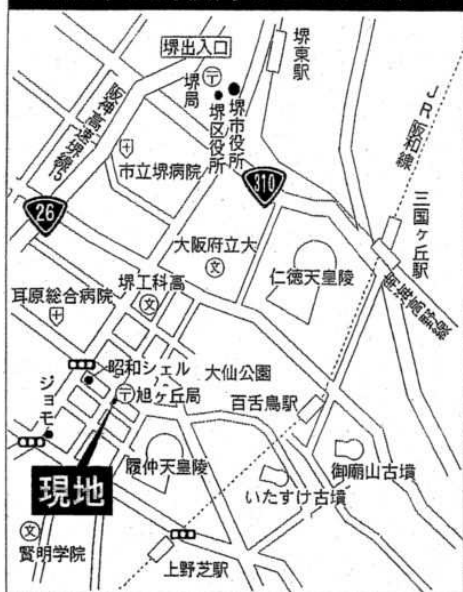 堺出入口
堺局
堺東駅
堺市役所
堺区役所
阪神高速堺線15
市立堺病院
JR阪和線
三国ヶ丘駅
26
310
大阪府立大
仁徳天皇陵
堺工科高
耳原総合病院
南海高野線
昭和シェル
大仙公園
ジョモ
旭ヶ丘局
百舌鳥駅
現地
履仲天皇陵
御廟山古墳
いたすけ古墳
賢明学院
上野芝駅